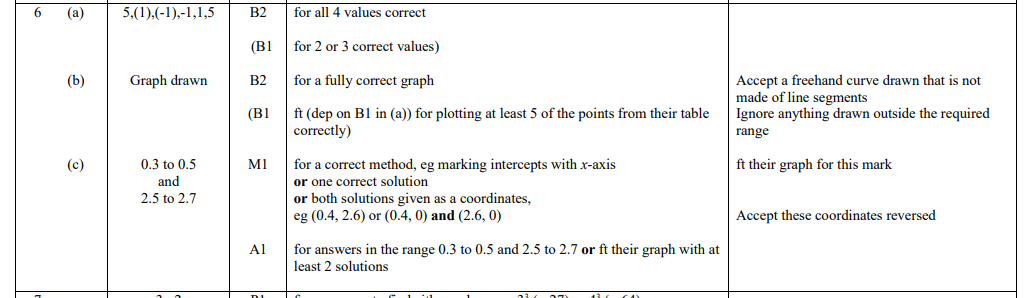 6 (a) 5,(1),(-1),-1,1,5 B2 for all 4 values correct
(B1 for 2 or 3 correct values)
(b) Graph drawn B2 for a fully correct graph Accept a freehand curve drawn that is not
made of line segments
(B1 ft (dep on B1 in (a)) for plotting at least 5 of the points from their table Ignore anything drawn outside the required
correctly) range
(c) 0.3 to 0.5 M1 for a correct method, eg marking intercepts with x-axis ft their graph for this mark
and or one correct solution
2.5 to 2.7 or both solutions given as a coordinates,
eg (0.4, 2.6) or (0.4, 0) and (2.6, 0) Accept these coordinates reversed
A1 for answers in the range 0.3 to 0.5 and 2.5 to 2.7 or ft their graph with at
least 2 solutions